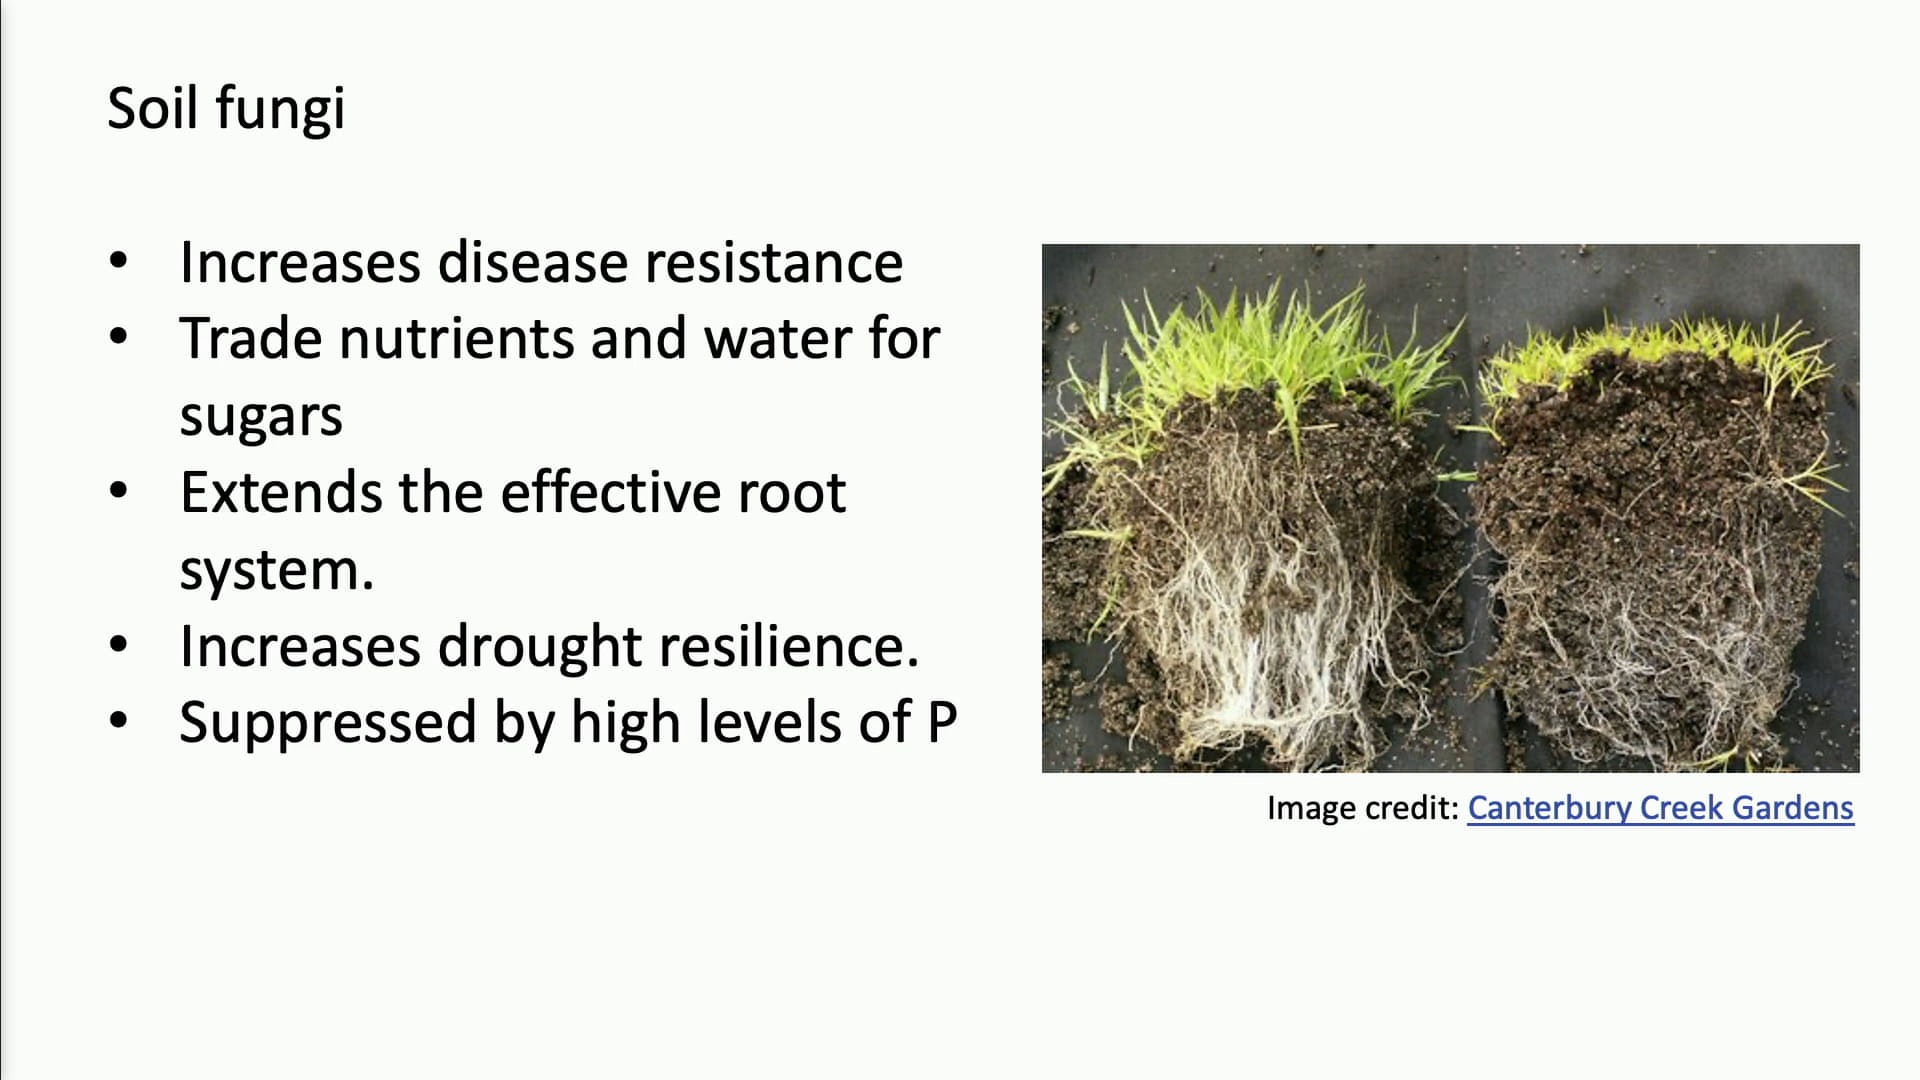 Soil fungi
• Increases disease resistance
• Trade nutrients and water for
sugars
• Extends the effective root
system.
• Increases drought resilience.
• Suppressed by high levels of P
Image credit: Canterbury Creek Gardens